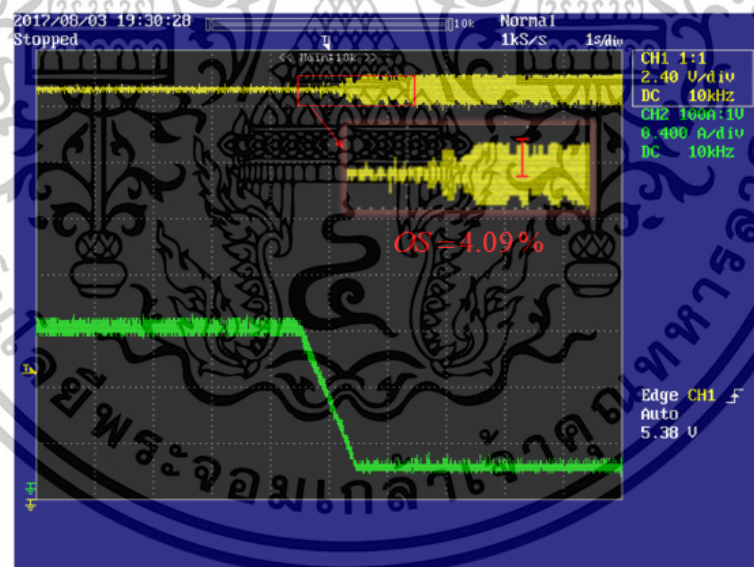 2017/08/03 19:30:28
10k
Normal
Stopped
1kS/s 1s/div
<< Main:10k >>
CH1 1:1
2.40 V/div
DC 10kHz
CH2 100A:1V
0.400 A/div
DC 10kHz
OS=4.09%
Edge CH1
Auto
5.38 V